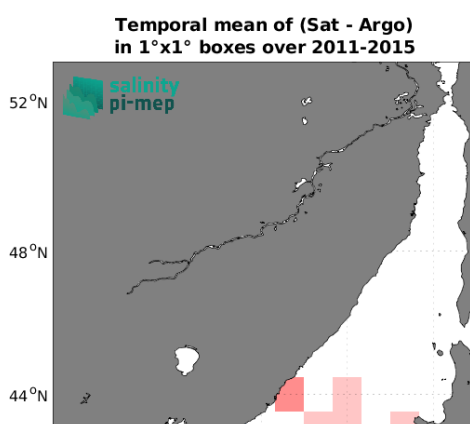 Temporal mean of (Sat - Argo)
in 1°x1° boxes over 2011-2015
salinity
pi-mep
52°N
48°N
44°N